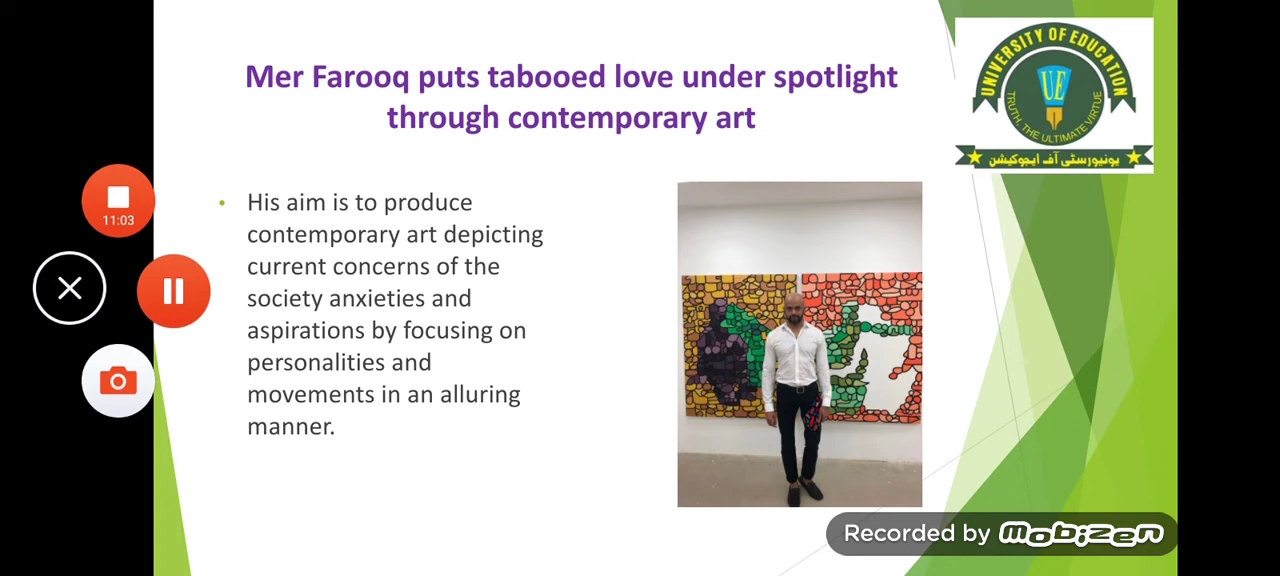 Mer Farooq puts tabooed love under spotlight
through contemporary art
UNIVERSITY OF EDUCATION
UE
TRUTH, THE ULTIMATE VIRTUE
یونیورسٹی آف ایجوکیشن
11:03
• His aim is to produce
contemporary art depicting
current concerns of the
society anxieties and
aspirations by focusing on
personalities and
movements in an alluring
manner.
Recorded by mobizen